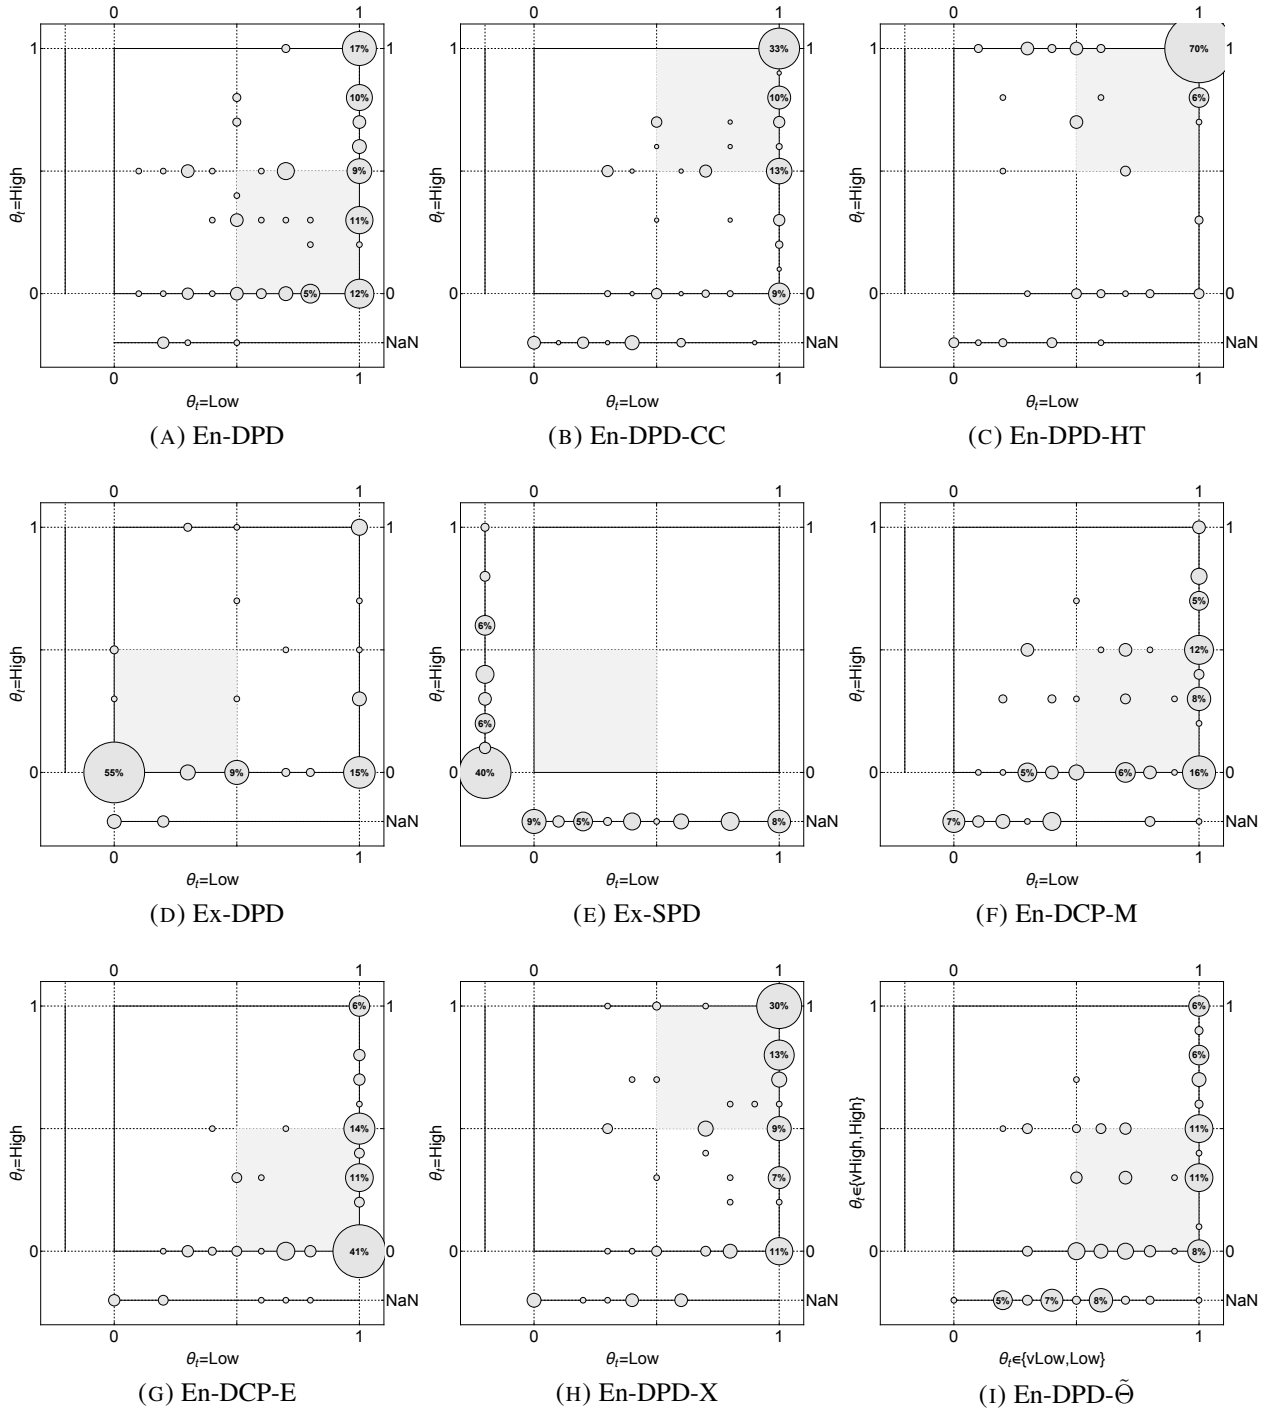 0 1 0 1 0 1
1 17% 1 1 33% 1 70% 1
10% 10% 6%
θt=High 9% θt=High 13% θt=High
11%
0 5% 12% 0 0 9% 0
NaN NaN NaN
0 1 0 1 0 1
θt=Low θt=Low θt=Low
(A) En-DPD (B) En-DPD-CC (C) En-DPD-HT
0 1 0 1 0 1
1 1 1 1
6% 5%
θt=High θt=High θt=High 12%
6% 8%
0 55% 9% 15% 0 0 40% 0 5% 6% 16% 0
NaN 9% 5% 8% NaN 7% NaN
0 1 0 1 0 1
θt=Low θt=Low θt=Low
(D) Ex-DPD (E) Ex-SPD (F) En-DCP-M
0 1 0 1 0 1
1 6% 1 1 30% 1 6% 1
13% 6%
θt=High 14% θt=High 9% θt∈{vHigh,High} 11%
11% 7% 11%
0 41% 0 0 11% 0 8% 0
NaN NaN 5% 7% 8% NaN
0 1 0 1 0 1
θt=Low θt=Low θt∈{vLow,Low}
(G) En-DCP-E (H) En-DPD-X (I) En-DPD-Θ̃